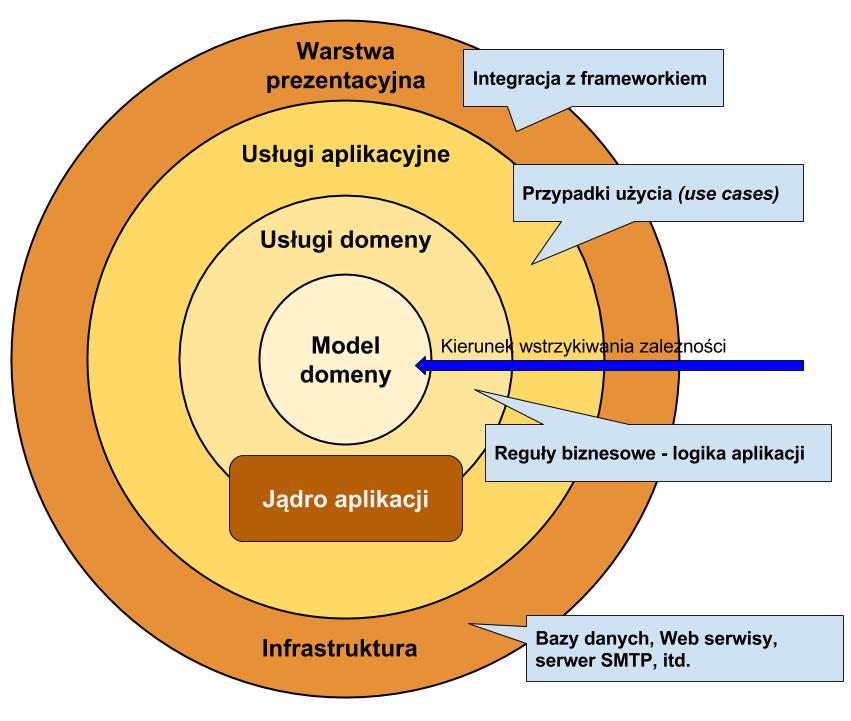 Warstwa
prezentacyjna
Integracja z frameworkiem
Usługi aplikacyjne
Przypadki użycia (use cases)
Usługi domeny
Model
domeny
Kierunek wstrzykiwania zależności
Reguły biznesowe - logika aplikacji
Jądro aplikacji
Infrastruktura
Bazy danych, Web serwisy,
serwer SMTP, itd.